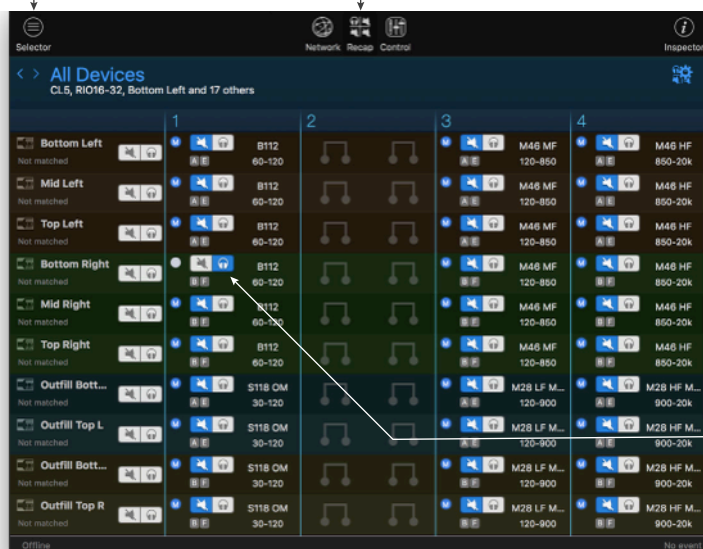 Selector Network Recap Control Inspector
< > All Devices
CL5, RIO16-32, Bottom Left and 17 others
1 2 3 4
Bottom Left M B112 M M46 MF M M46 HF
Not matched A E 60-120 A E 120-850 A E 850-20k
Mid Left M B112 M M46 MF M M46 HF
Not matched A E 60-120 A E 120-850 A E 850-20k
Top Left M B112 M M46 MF M M46 HF
Not matched A E 60-120 A E 120-850 A E 850-20k
Bottom Right B112 M M46 MF M M46 HF
Not matched B F 60-120 B F 120-850 B F 850-20k
Mid Right M B112 M M46 MF M M46 HF
Not matched B F 60-120 B F 120-850 B F 850-20k
Top Right M B112 M M46 MF M M46 HF
Not matched B F 60-120 B F 120-850 B F 850-20k
Outfill Bott... M S118 OM M M28 LF M... M M28 HF M...
Not matched A E 30-120 A E 120-900 A E 900-20k
Outfill Top L M S118 OM M M28 LF M... M M28 HF M...
Not matched A E 30-120 A E 120-900 A E 900-20k
Outfill Bott... M S118 OM M M28 LF M... M M28 HF M...
Not matched B F 30-120 B F 120-900 B F 900-20k
Outfill Top R M S118 OM M M28 LF M... M M28 HF M...
Not matched B F 30-120 B F 120-900 B F 900-20k
Offline No event